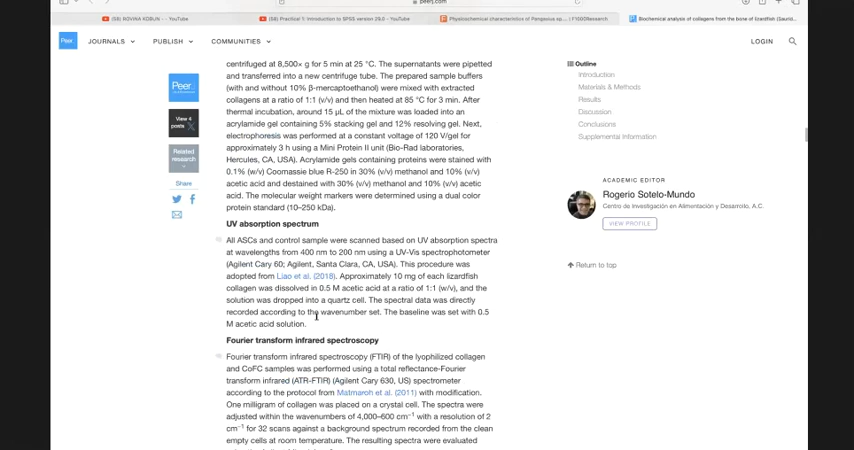 peerj.com
(58) ROVINA KOBUN - - YouTube
(58) Practical 1: Introduction to SPSS version 29.0 - YouTube
Physicochemical characteristics of Pangasius sp,... | F1000Research
Biochemical analysis of collagens from the bone of lizardfish (Saurid...
PeerJ
JOURNALS
PUBLISH
COMMUNITIES
LOGIN
centrifuged at 8,500× g for 5 min at 25 °C. The supernatants were pipetted
and transferred into a new centrifuge tube. The prepared sample buffers
(with and without 10% β-mercaptoethanol) were mixed with extracted
collagens at a ratio of 1:1 (v/v) and then heated at 85 °C for 3 min. After
thermal incubation, around 15 µL of the mixture was loaded into an
acrylamide gel containing 5% stacking gel and 12% resolving gel. Next,
electrophoresis was performed at a constant voltage of 120 V/gel for
approximately 3 h using a Mini Protein II unit (Bio–Rad laboratories,
Hercules, CA, USA). Acrylamide gels containing proteins were stained with
0.1% (w/v) Coomassie blue R-250 in 30% (v/v) methanol and 10% (v/v)
acetic acid and destained with 30% (v/v) methanol and 10% (v/v) acetic
acid. The molecular weight markers were determined using a dual color
protein standard (10–250 kDa).
UV absorption spectrum
All ASCs and control sample were scanned based on UV absorption spectra
at wavelengths from 400 nm to 200 nm using a UV-Vis spectrophotometer
(Agilent Cary 60; Agilent, Santa Clara, CA, USA). This procedure was
adopted from Liao et al. (2018). Approximately 10 mg of each lizardfish
collagen was dissolved in 0.5 M acetic acid at a ratio of 1:1 (w/v), and the
solution was dropped into a quartz cell. The spectral data was directly
recorded according to the wavenumber set. The baseline was set with 0.5
M acetic acid solution.
Fourier transform infrared spectroscopy
Fourier transform infrared spectroscopy (FTIR) of the lyophilized collagen
and CoFC samples was performed using a total reflectance-Fourier
transform infrared (ATR-FTIR) (Agilent Cary 630, US) spectrometer
according to the protocol from Matmaroh et al. (2011) with modification.
One milligram of collagen was placed on a crystal cell. The spectra were
adjusted within the wavenumbers of 4,000–600 cm−1 with a resolution of 2
cm−1 for 32 scans against a background spectrum recorded from the clean
empty cells at room temperature. The resulting spectra were evaluated
Peer
View 4
posts
Related
research
Share
Outline
Introduction
Materials & Methods
Results
Discussion
Conclusions
Supplemental Information
ACADEMIC EDITOR
Rogerio Sotelo-Mundo
Centro de Investigación en Alimentación y Desarrollo, A.C.
VIEW PROFILE
Return to top